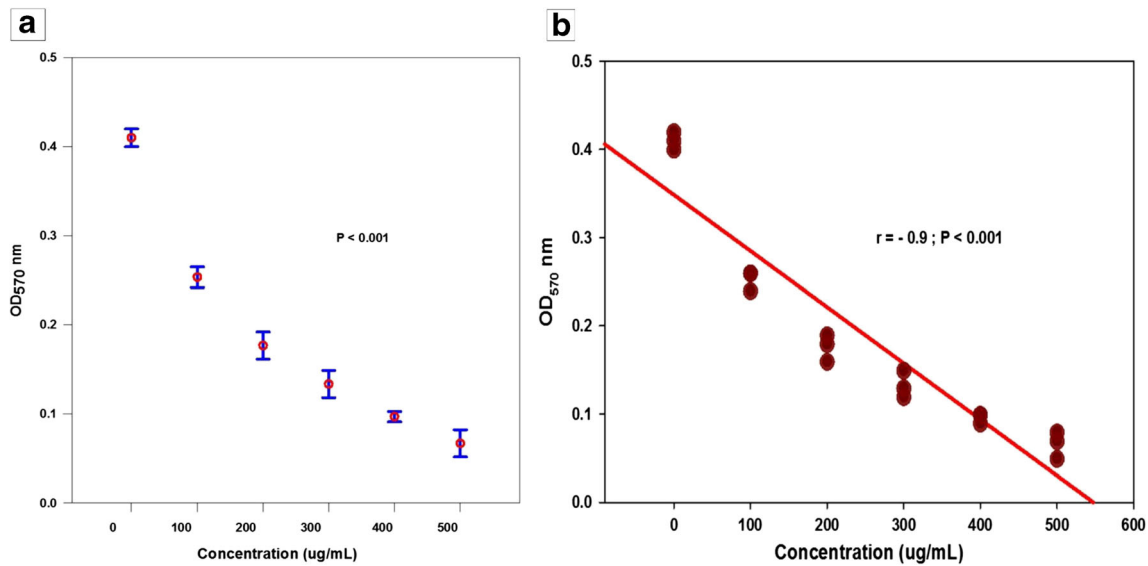 a
0.5
0.4
0.3
0.2
0.1
0.0
OD570 nm
P < 0.001
0 100 200 300 400 500
Concentration (ug/mL)
b
0.5
0.4
0.3
0.2
0.1
0.0
OD570 nm
r = - 0.9 ; P < 0.001
0 100 200 300 400 500 600
Concentration (ug/mL)